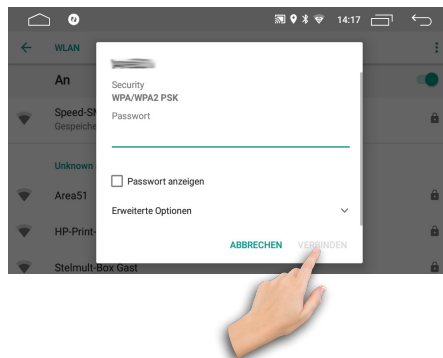 14:17
WLAN
An
Security
WPA/WPA2 PSK
Passwort
Speed-
Gespeiche
Unknown
Passwort anzeigen
Area51
Erweiterte Optionen
HP-Print-
ABBRECHEN VERBINDEN
Stelmult-Box Gast